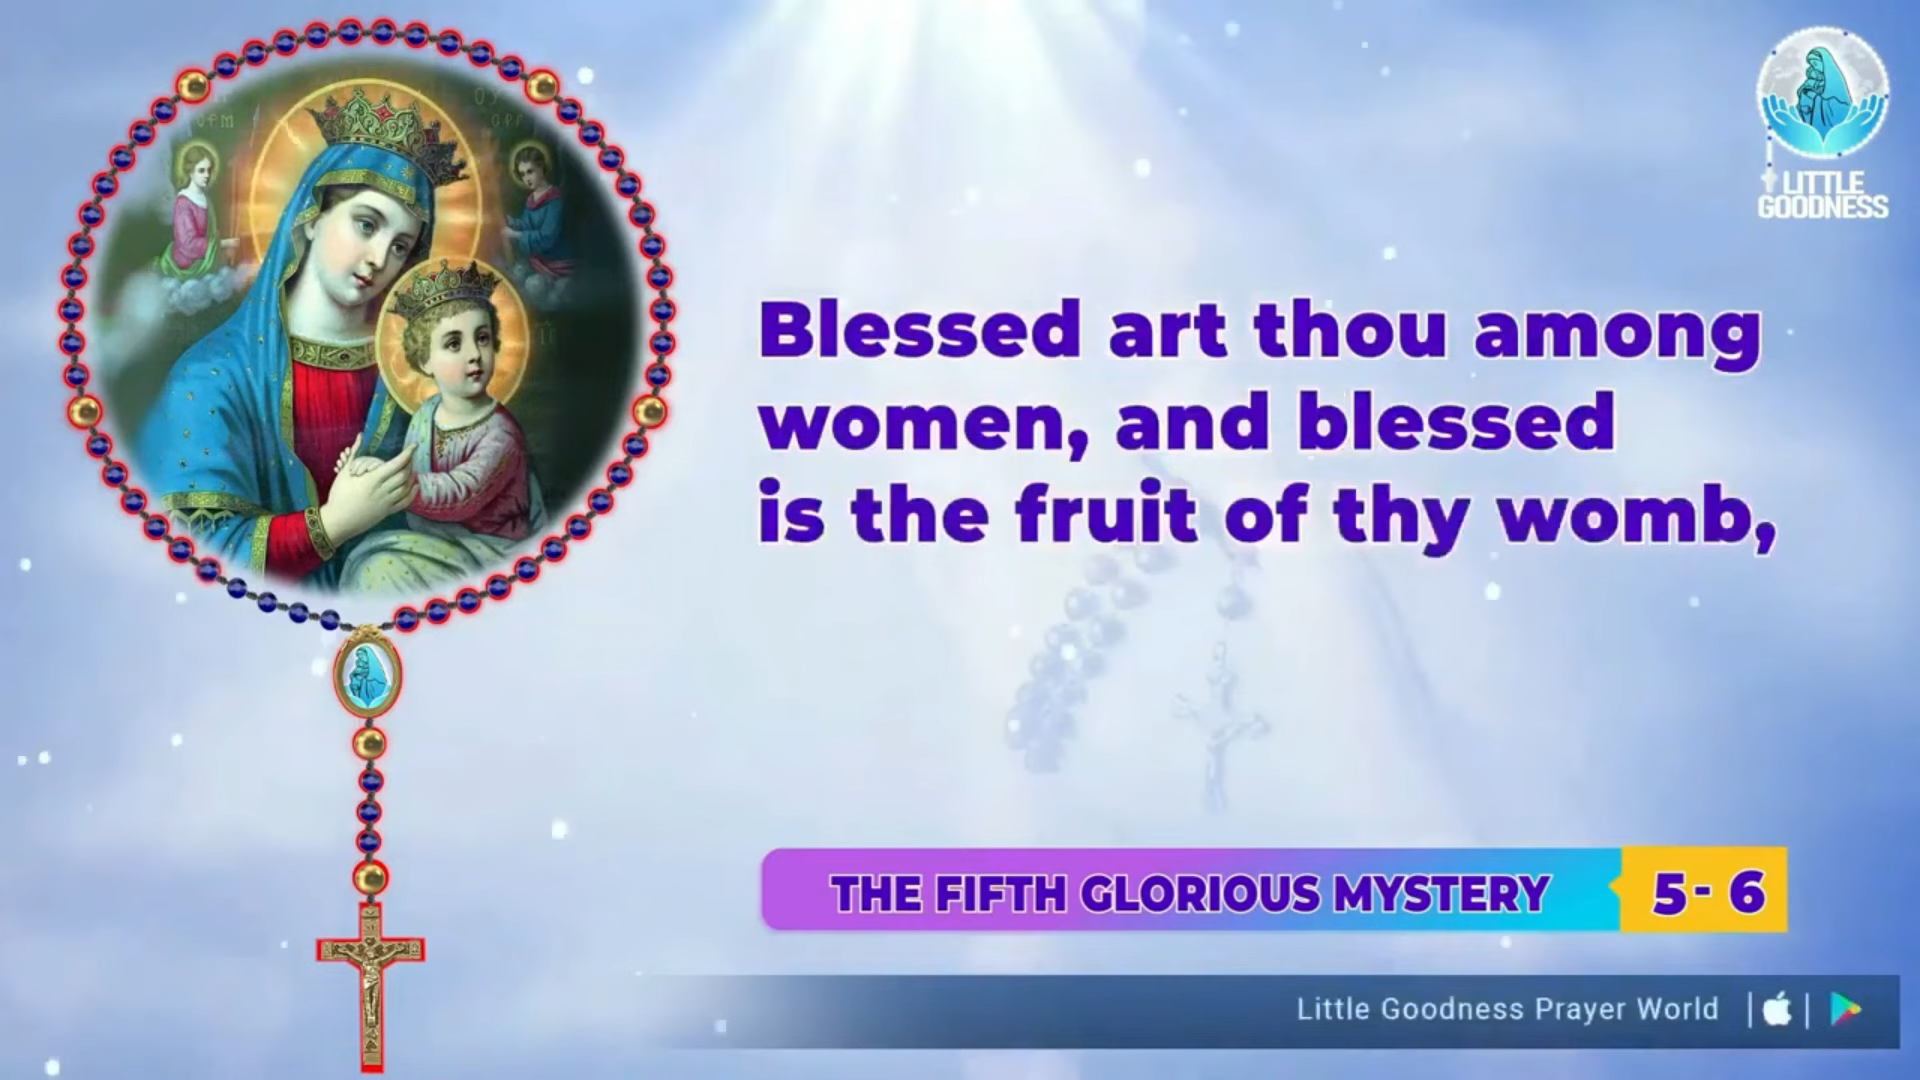 LITTLE
GOODNESS
Blessed art thou among
women, and blessed
is the fruit of thy womb,
THE FIFTH GLORIOUS MYSTERY
5- 6
Little Goodness Prayer World